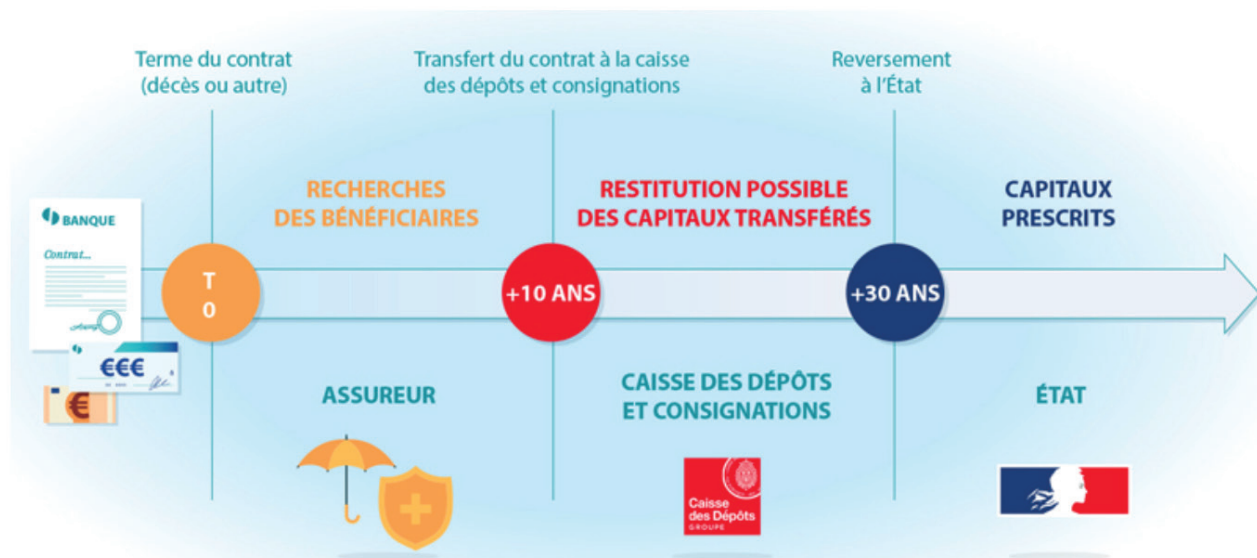 Terme du contrat
(décès ou autre)
Transfert du contrat à la caisse
des dépôts et consignations
Reversement
à l'État
RECHERCHES
DES BÉNÉFICIAIRES
RESTITUTION POSSIBLE
DES CAPITAUX TRANSFÉRÉS
CAPITAUX
PRESCRITS
BANQUE
Contrat...
T
0
+10 ANS
+30 ANS
€€€
€
ASSUREUR
CAISSE DES DÉPÔTS
ET CONSIGNATIONS
ÉTAT
Caisse
des Dépôts
GROUPE